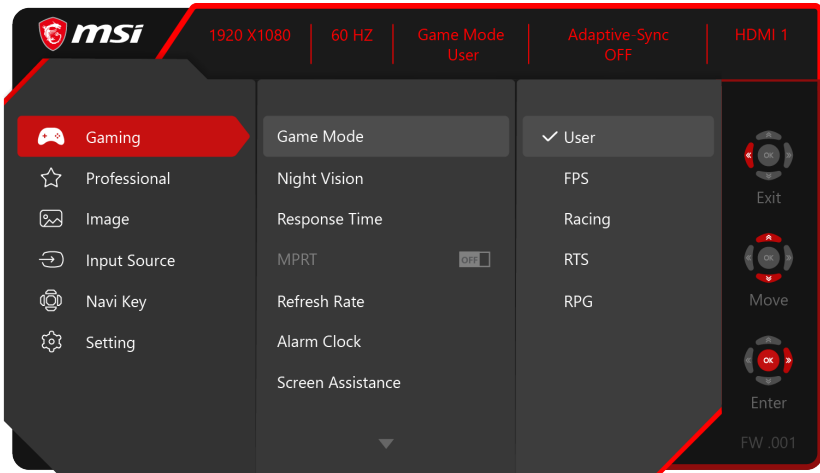 msi
1920 X1080
60 HZ
Game Mode
User
Adaptive-Sync
OFF
HDMI 1
Gaming
Professional
Image
Input Source
Navi Key
Setting
Game Mode
Night Vision
Response Time
MPRT
OFF
Refresh Rate
Alarm Clock
Screen Assistance
User
FPS
Racing
RTS
RPG
OK
Exit
OK
Move
OK
Enter
FW .001